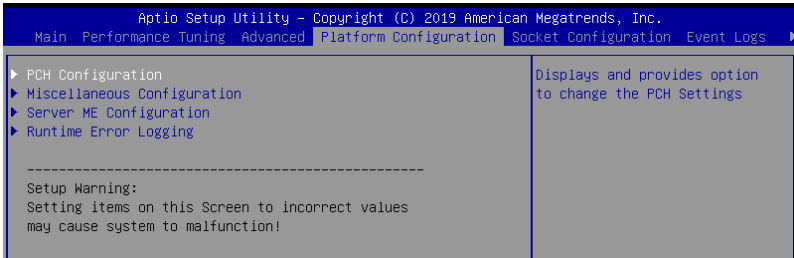 Aptio Setup Utility – Copyright (C) 2019 American Megatrends, Inc.
Main Performance Tuning Advanced Platform Configuration Socket Configuration Event Logs
PCH Configuration
Miscellaneous Configuration
Server ME Configuration
Runtime Error Logging
------------------------------------------------
Setup Warning:
Setting items on this Screen to incorrect values
may cause system to malfunction!
Displays and provides option
to change the PCH Settings